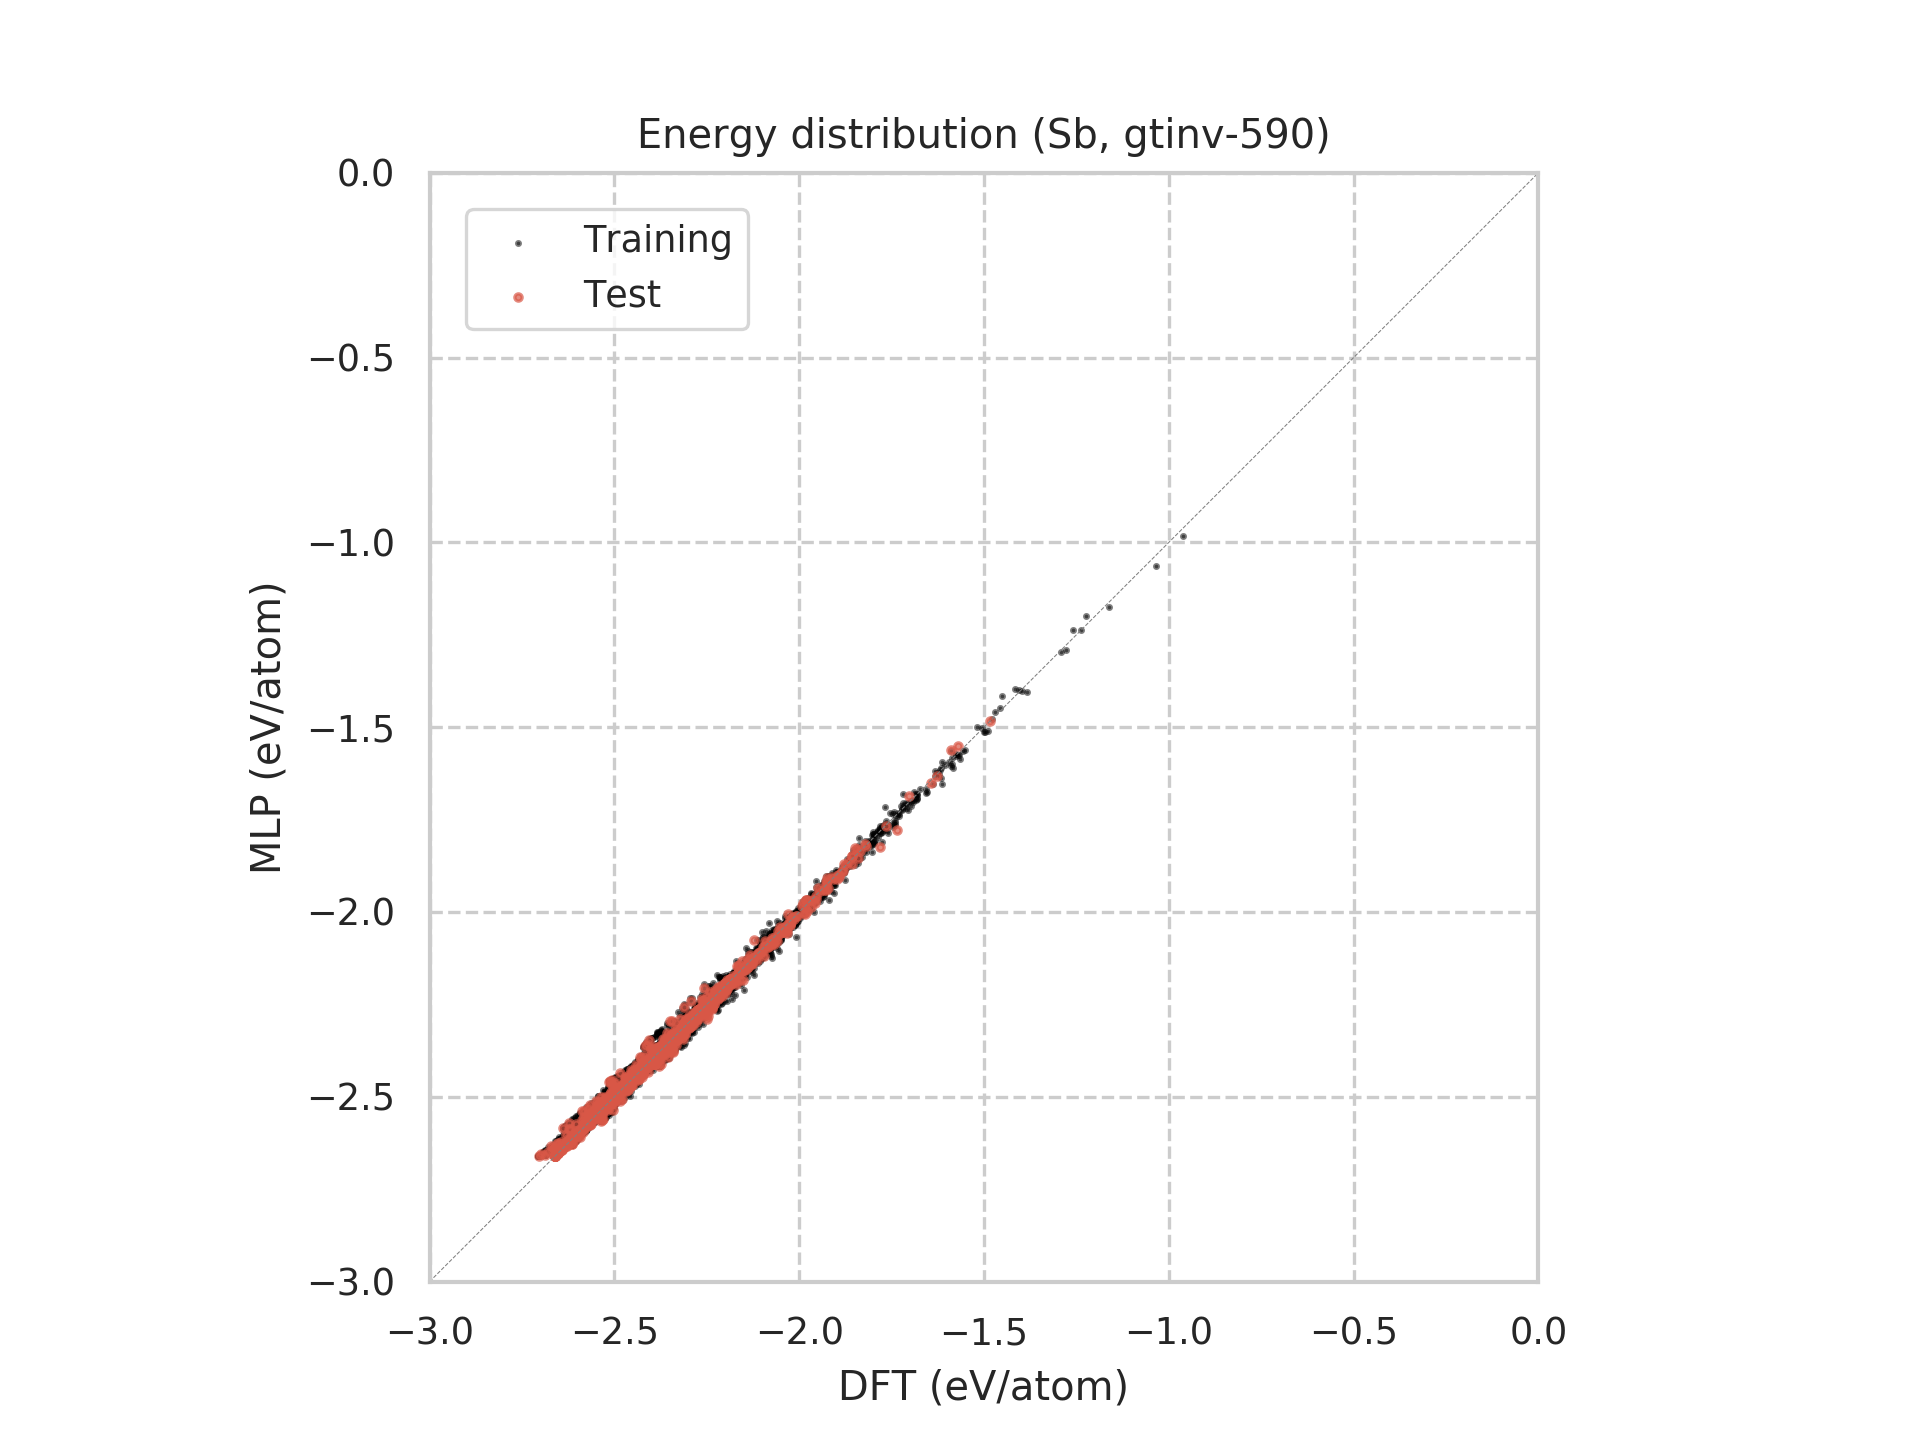 Energy distribution (Sb, gtinv-590)
0.0
−0.5
−1.0
−1.5
−2.0
−2.5
−3.0
Training
Test
MLP (eV/atom)
−3.0 −2.5 −2.0 −1.5 −1.0 −0.5 0.0
DFT (eV/atom)